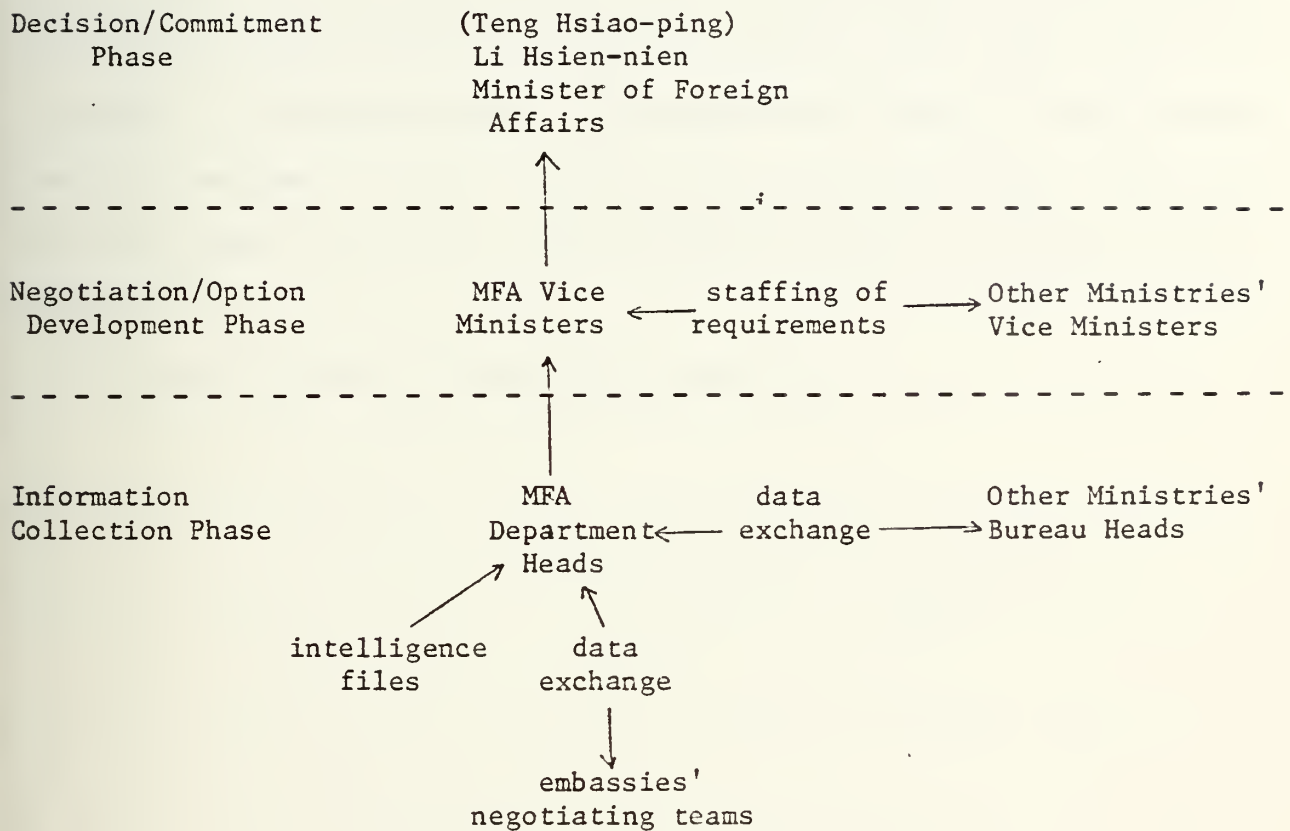 Decision/Commitment
Phase
(Teng Hsiao-ping)
Li Hsien-nien
Minister of Foreign
Affairs
Negotiation/Option
Development Phase
MFA Vice
Ministers
staffing of
requirements
Other Ministries'
Vice Ministers
Information
Collection Phase
MFA
Department
Heads
data
exchange
Other Ministries'
Bureau Heads
intelligence
files
data
exchange
embassies'
negotiating teams